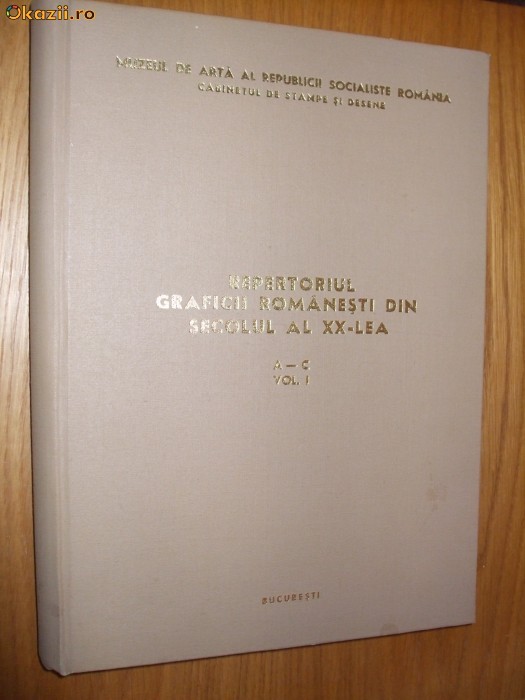 Okazii.ro
MUZEUL DE ARTĂ AL REPUBLICII SOCIALISTE ROMÂNIA
CABINETUL DE STAMPE ȘI DESENE
REPERTORIUL
GRAFICII ROMÂNEȘTI DIN
SECOLUL AL XX-LEA
A — C
VOL. I
BUCUREȘTI